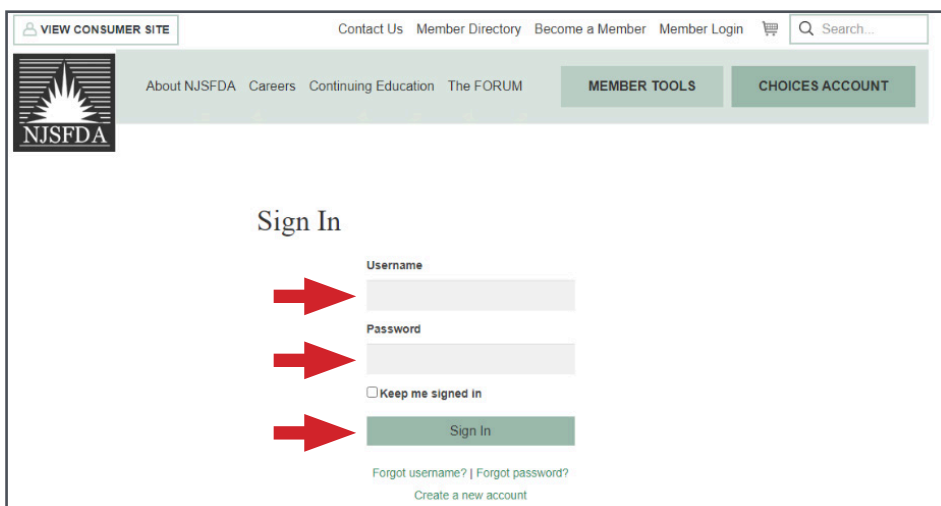 VIEW CONSUMER SITE Contact Us Member Directory Become a Member Member Login Search...
About NJSFDA Careers Continuing Education The FORUM MEMBER TOOLS CHOICES ACCOUNT
NJSFDA
Sign In
Username
Password
Keep me signed in
Sign In
Forgot username? | Forgot password?
Create a new account